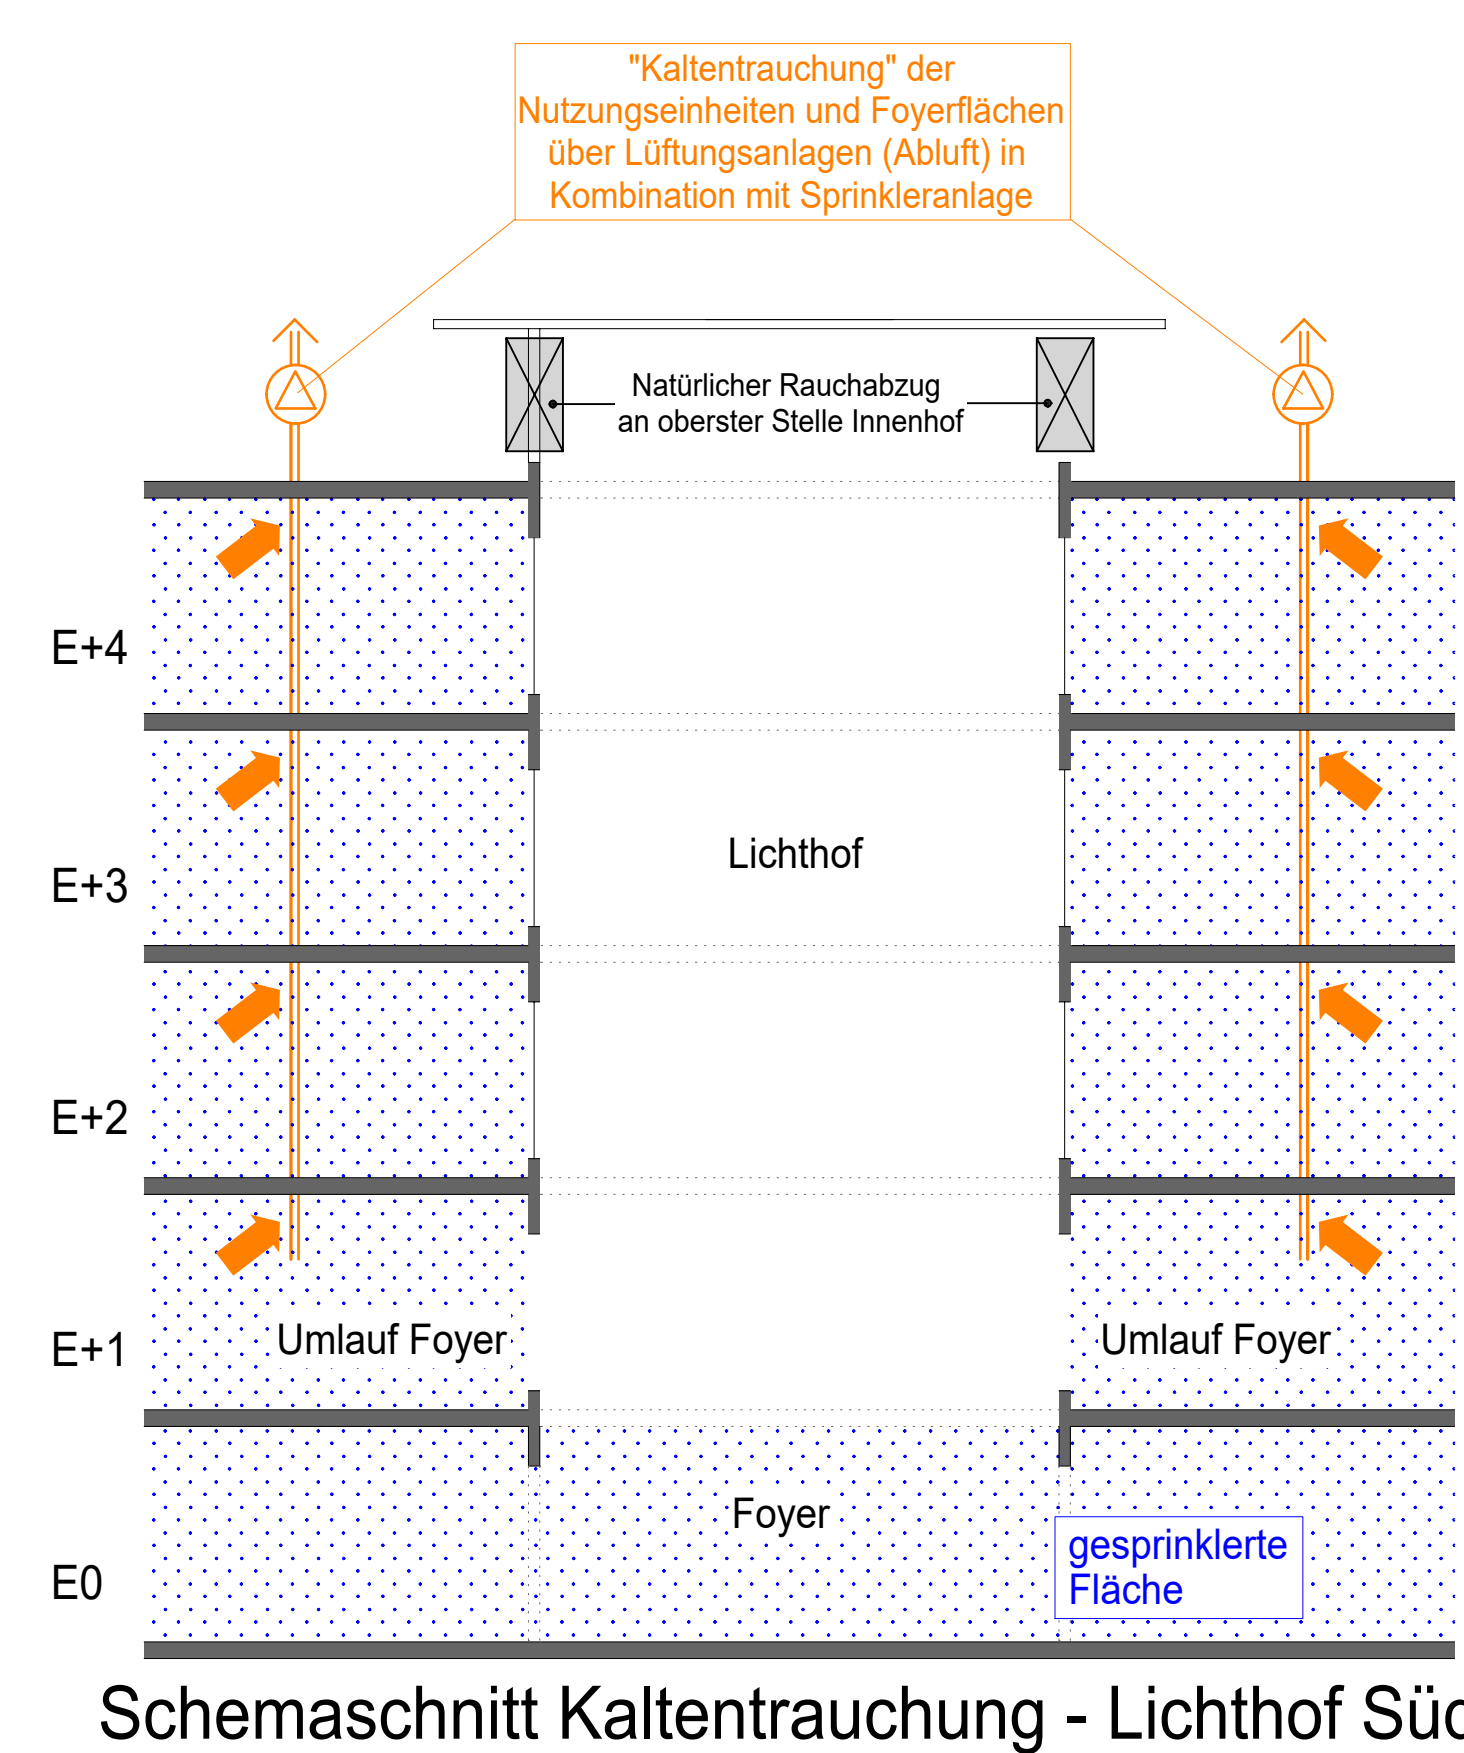 "Kaltentrauchung" der
Nutzungseinheiten und Foyerflächen
über Lüftungsanlagen (Abluft) in
Kombination mit Sprinkleranlage
Natürlicher Rauchabzug
an oberster Stelle Innenhof
E+4
Lichthof
E+3
E+2
E+1
Umlauf Foyer
Umlauf Foyer
Foyer
gesprinklerte
Fläche
E0
Schemaschnitt Kaltentrauchung - Lichthof